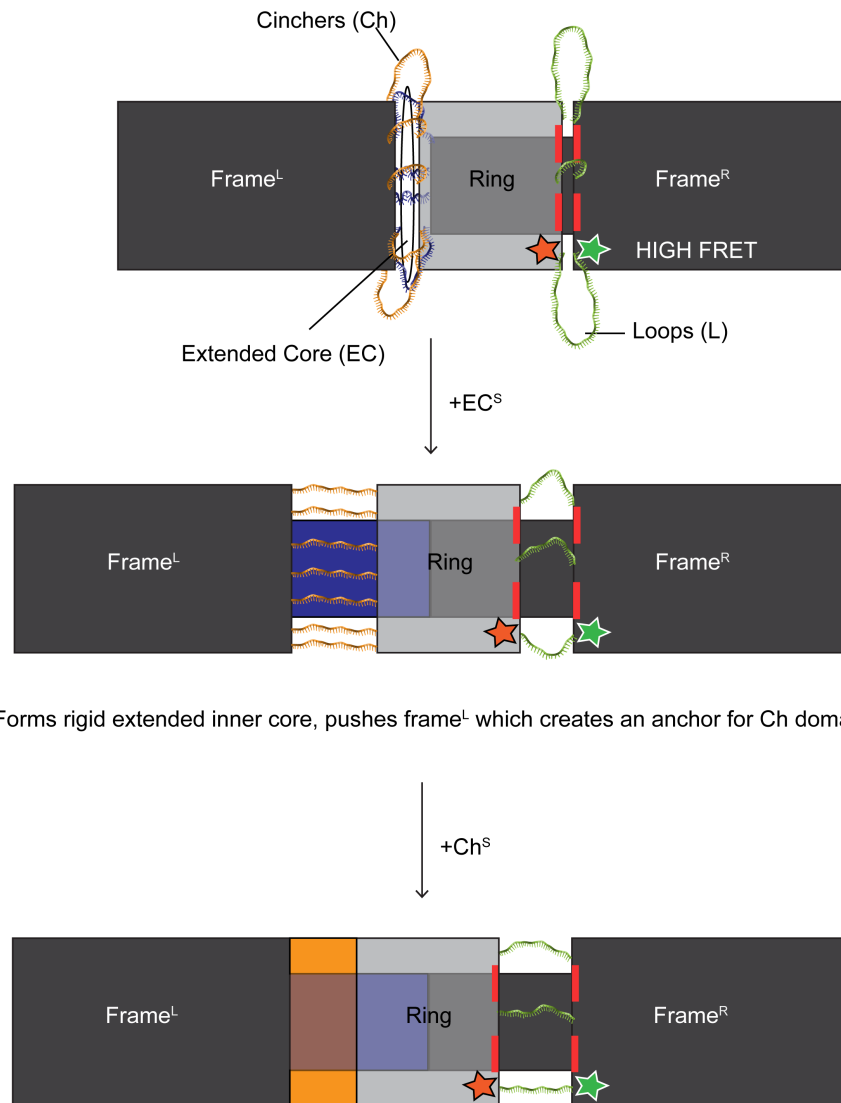 Cinchers (Ch)
Frameᴸ
Ring
Frameᴿ
HIGH FRET
Extended Core (EC)
Loops (L)
+ECˢ
Frameᴸ
Ring
Frameᴿ
Forms rigid extended inner core, pushes frameᴸ which creates an anchor for Ch
+Chˢ
Frameᴸ
Ring
Frameᴿ